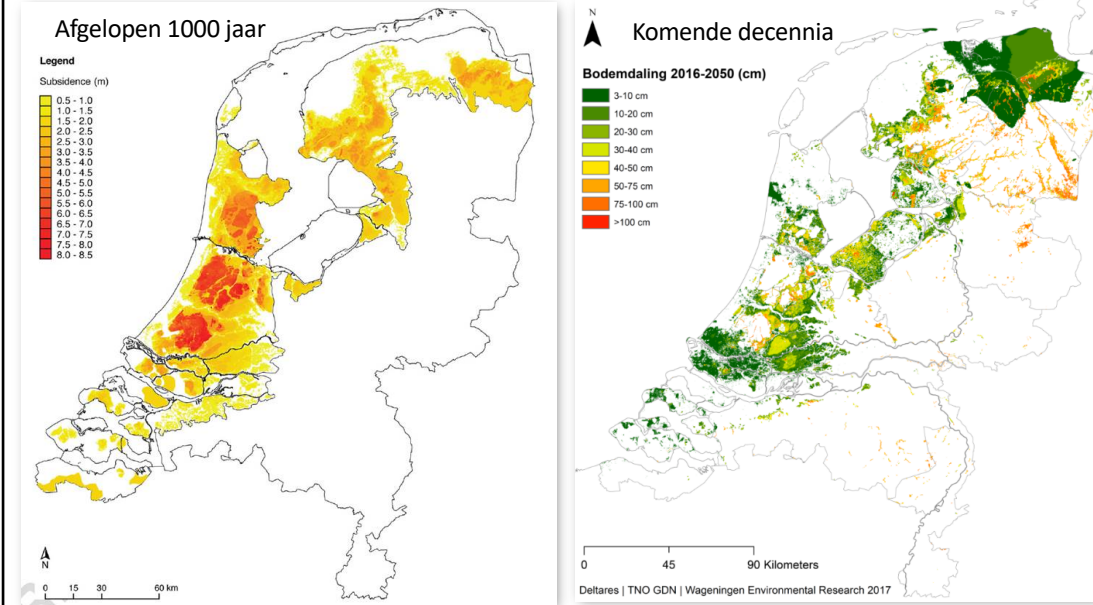 Afgelopen 1000 jaar
Legend
Subsidence (m)
0.5 - 1.0
1.0 - 1.5
1.5 - 2.0
2.0 - 2.5
2.5 - 3.0
3.0 - 3.5
3.5 - 4.0
4.0 - 4.5
4.5 - 5.0
5.0 - 5.5
5.5 - 6.0
6.0 - 6.5
6.5 - 7.0
7.0 - 7.5
7.5 - 8.0
8.0 - 8.5
N
0 15 30 60 km
N
Komende decennia
Bodemdaling 2016-2050 (cm)
3-10 cm
10-20 cm
20-30 cm
30-40 cm
40-50 cm
50-75 cm
75-100 cm
>100 cm
0 45 90 Kilometers
Deltares | TNO GDN | Wageningen Environmental Research 2017